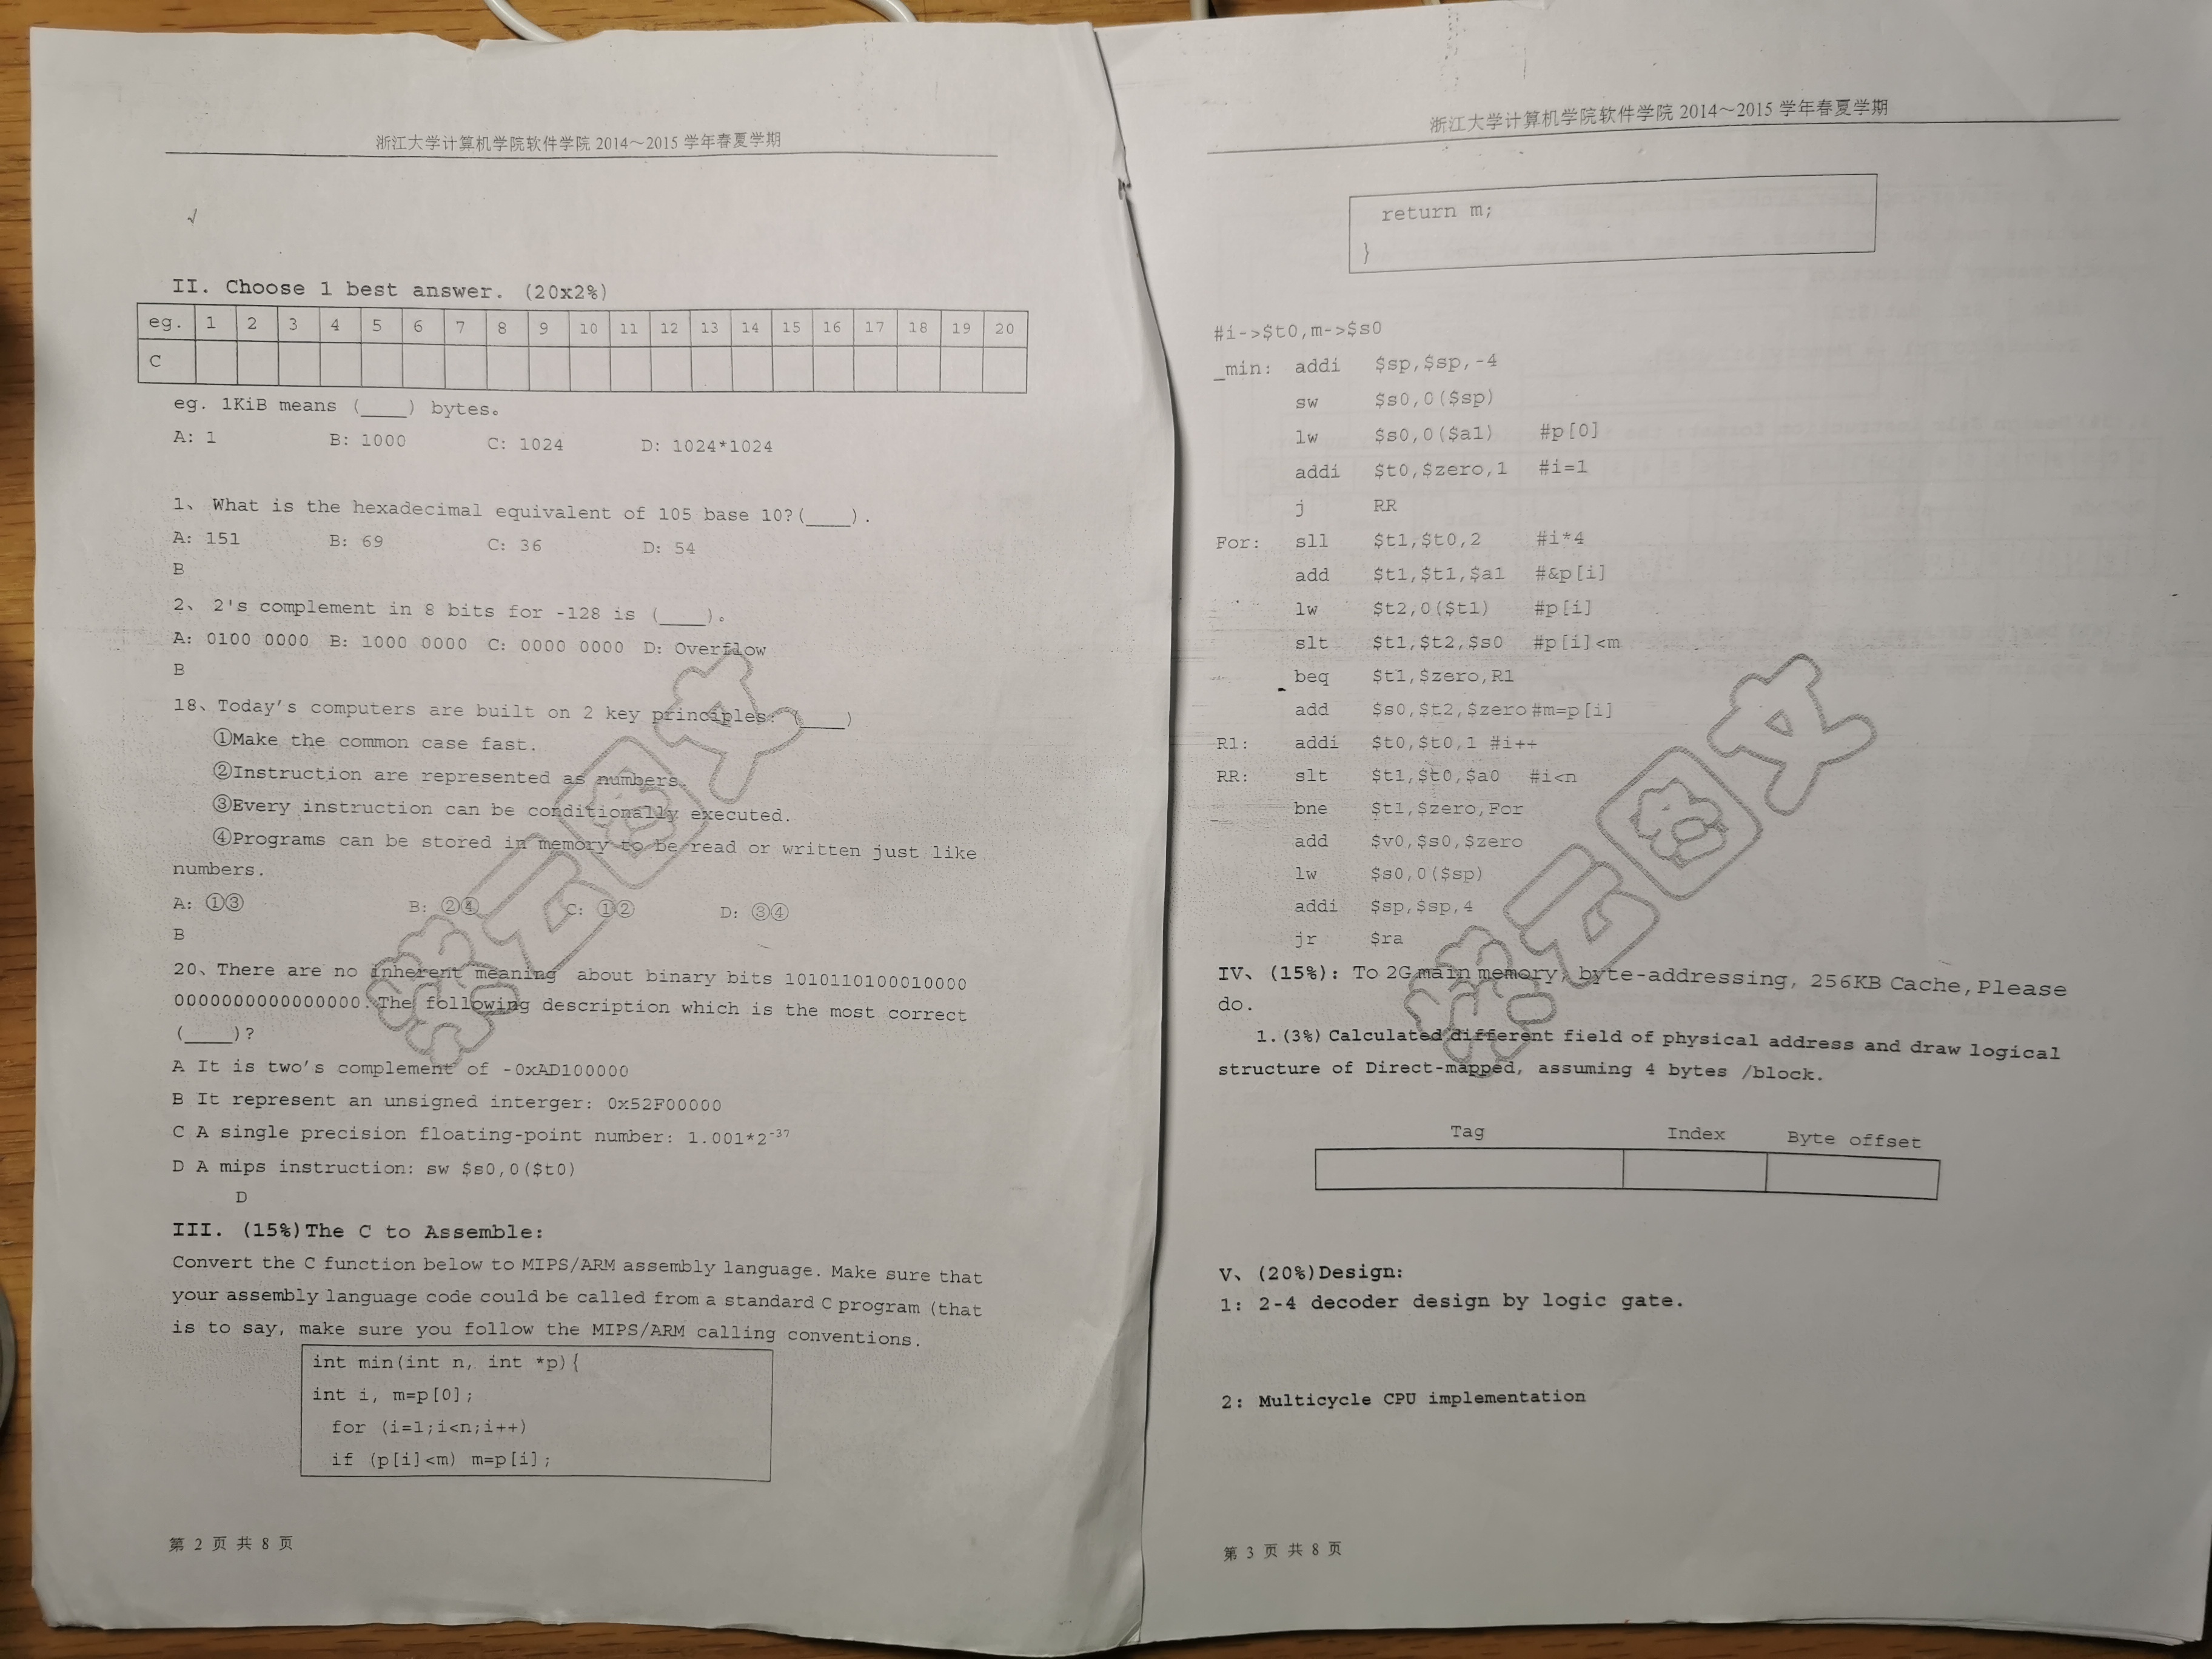 浙江大学计算机学院软件学院 2014～2015 学年春夏学期
√
II. Choose 1 best answer. (20x2%)
eg. 1 2 3 4 5 6 7 8 9 10 11 12 13 14 15 16 17 18 19 20
C
eg. 1KiB means (____) bytes。
A: 1 B: 1000 C: 1024 D: 1024*1024
1、What is the hexadecimal equivalent of 105 base 10?(____).
A: 151 B: 69 C: 36 D: 54
B
2、2's complement in 8 bits for -128 is (____)。
A: 0100 0000 B: 1000 0000 C: 0000 0000 D: Overflow
B
18、Today's computers are built on 2 key principles: (____)
①Make the common case fast.
②Instruction are represented as numbers.
③Every instruction can be conditionally executed.
④Programs can be stored in memory to be read or written just like
numbers.
A: ①③ B: ②④ C: ①② D: ③④
B
20、There are no inherent meaning about binary bits 1010110100010000
0000000000000000.The following description which is the most correct
(____)?
A It is two's complement of -0xAD100000
B It represent an unsigned interger: 0x52F00000
C A single precision floating-point number: 1.001*2⁻³⁷
D A mips instruction: sw $s0,0($t0)
D
III. (15%)The C to Assemble:
Convert the C function below to MIPS/ARM assembly language. Make sure that
your assembly language code could be called from a standard C program (that
is to say, make sure you follow the MIPS/ARM calling conventions.
int min(int n, int *p){
int i, m=p[0];
for (i=1;i<n;i++)
if (p[i]<m) m=p[i];
第 2 页 共 8 页
浙江大学计算机学院软件学院 2014～2015 学年春夏学期
return m;
}
#i->$t0,m->$s0
_min: addi $sp,$sp,-4
sw $s0,0($sp)
lw $s0,0($a1) #p[0]
addi $t0,$zero,1 #i=1
j RR
For: sll $t1,$t0,2 #i*4
add $t1,$t1,$a1 #&p[i]
lw $t2,0($t1) #p[i]
slt $t1,$t2,$s0 #p[i]<m
beq $t1,$zero,R1
add $s0,$t2,$zero #m=p[i]
R1: addi $t0,$t0,1 #i++
RR: slt $t1,$t0,$a0 #i<n
bne $t1,$zero,For
add $v0,$s0,$zero
lw $s0,0($sp)
addi $sp,$sp,4
jr $ra
IV、(15%): To 2G main memory, byte-addressing, 256KB Cache,Please
do.
1.(3%) Calculated different field of physical address and draw logical
structure of Direct-mapped, assuming 4 bytes /block.
Tag Index Byte offset
V、(20%)Design:
1: 2-4 decoder design by logic gate.
2: Multicycle CPU implementation
第 3 页 共 8 页